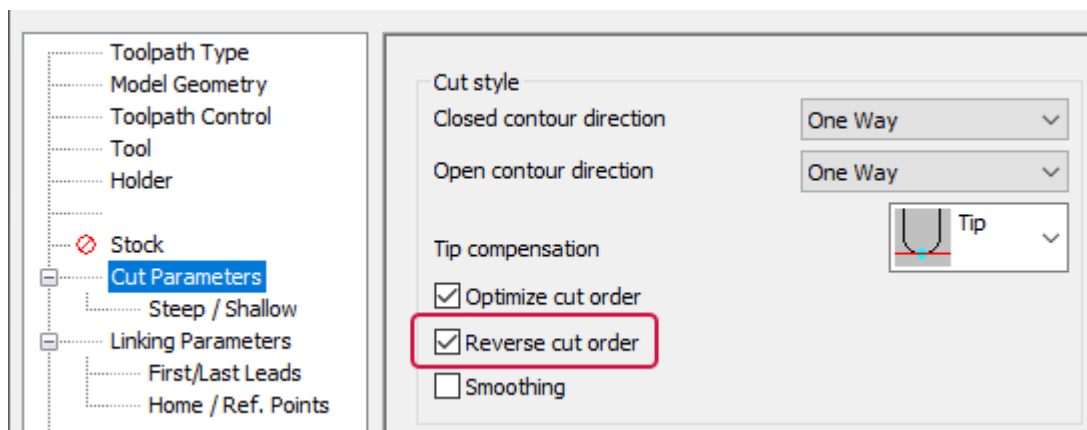 Toolpath Type
Model Geometry
Toolpath Control
Tool
Holder
Stock
Cut Parameters
Steep / Shallow
Linking Parameters
First/Last Leads
Home / Ref. Points
Cut style
Closed contour direction One Way
Open contour direction One Way
Tip compensation Tip
Optimize cut order
Reverse cut order
Smoothing